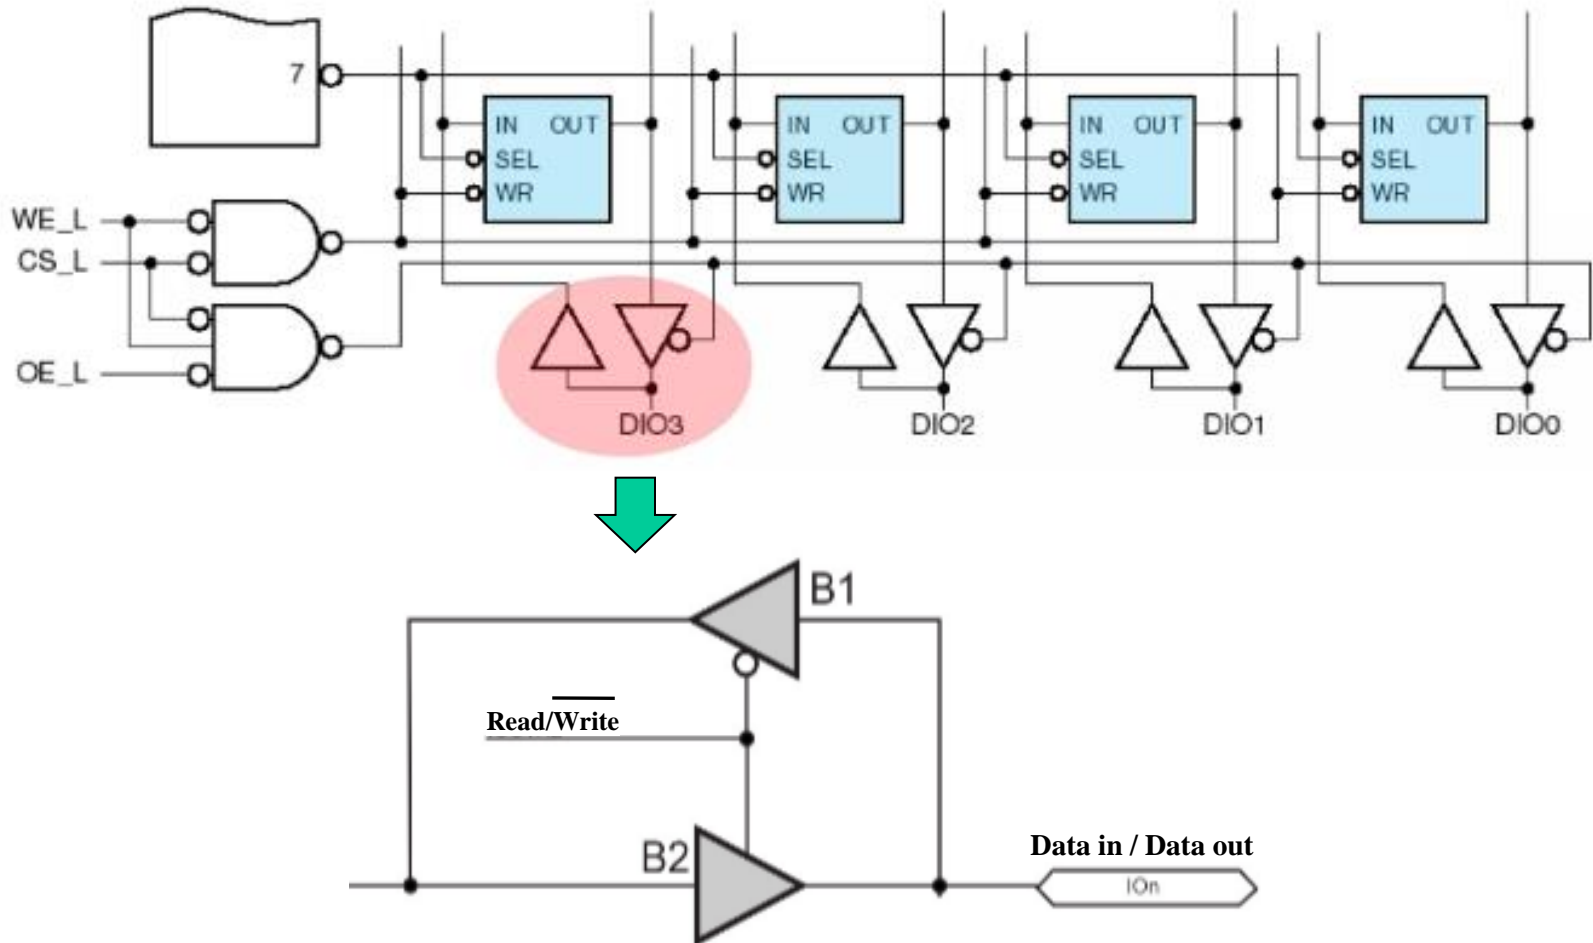 7
IN OUT
SEL
WR
IN OUT
SEL
WR
IN OUT
SEL
WR
IN OUT
SEL
WR
WE_L
CS_L
OE_L
DIO3
DIO2
DIO1
DIO0
B1
Read/Write
B2
Data in / Data out
IOn